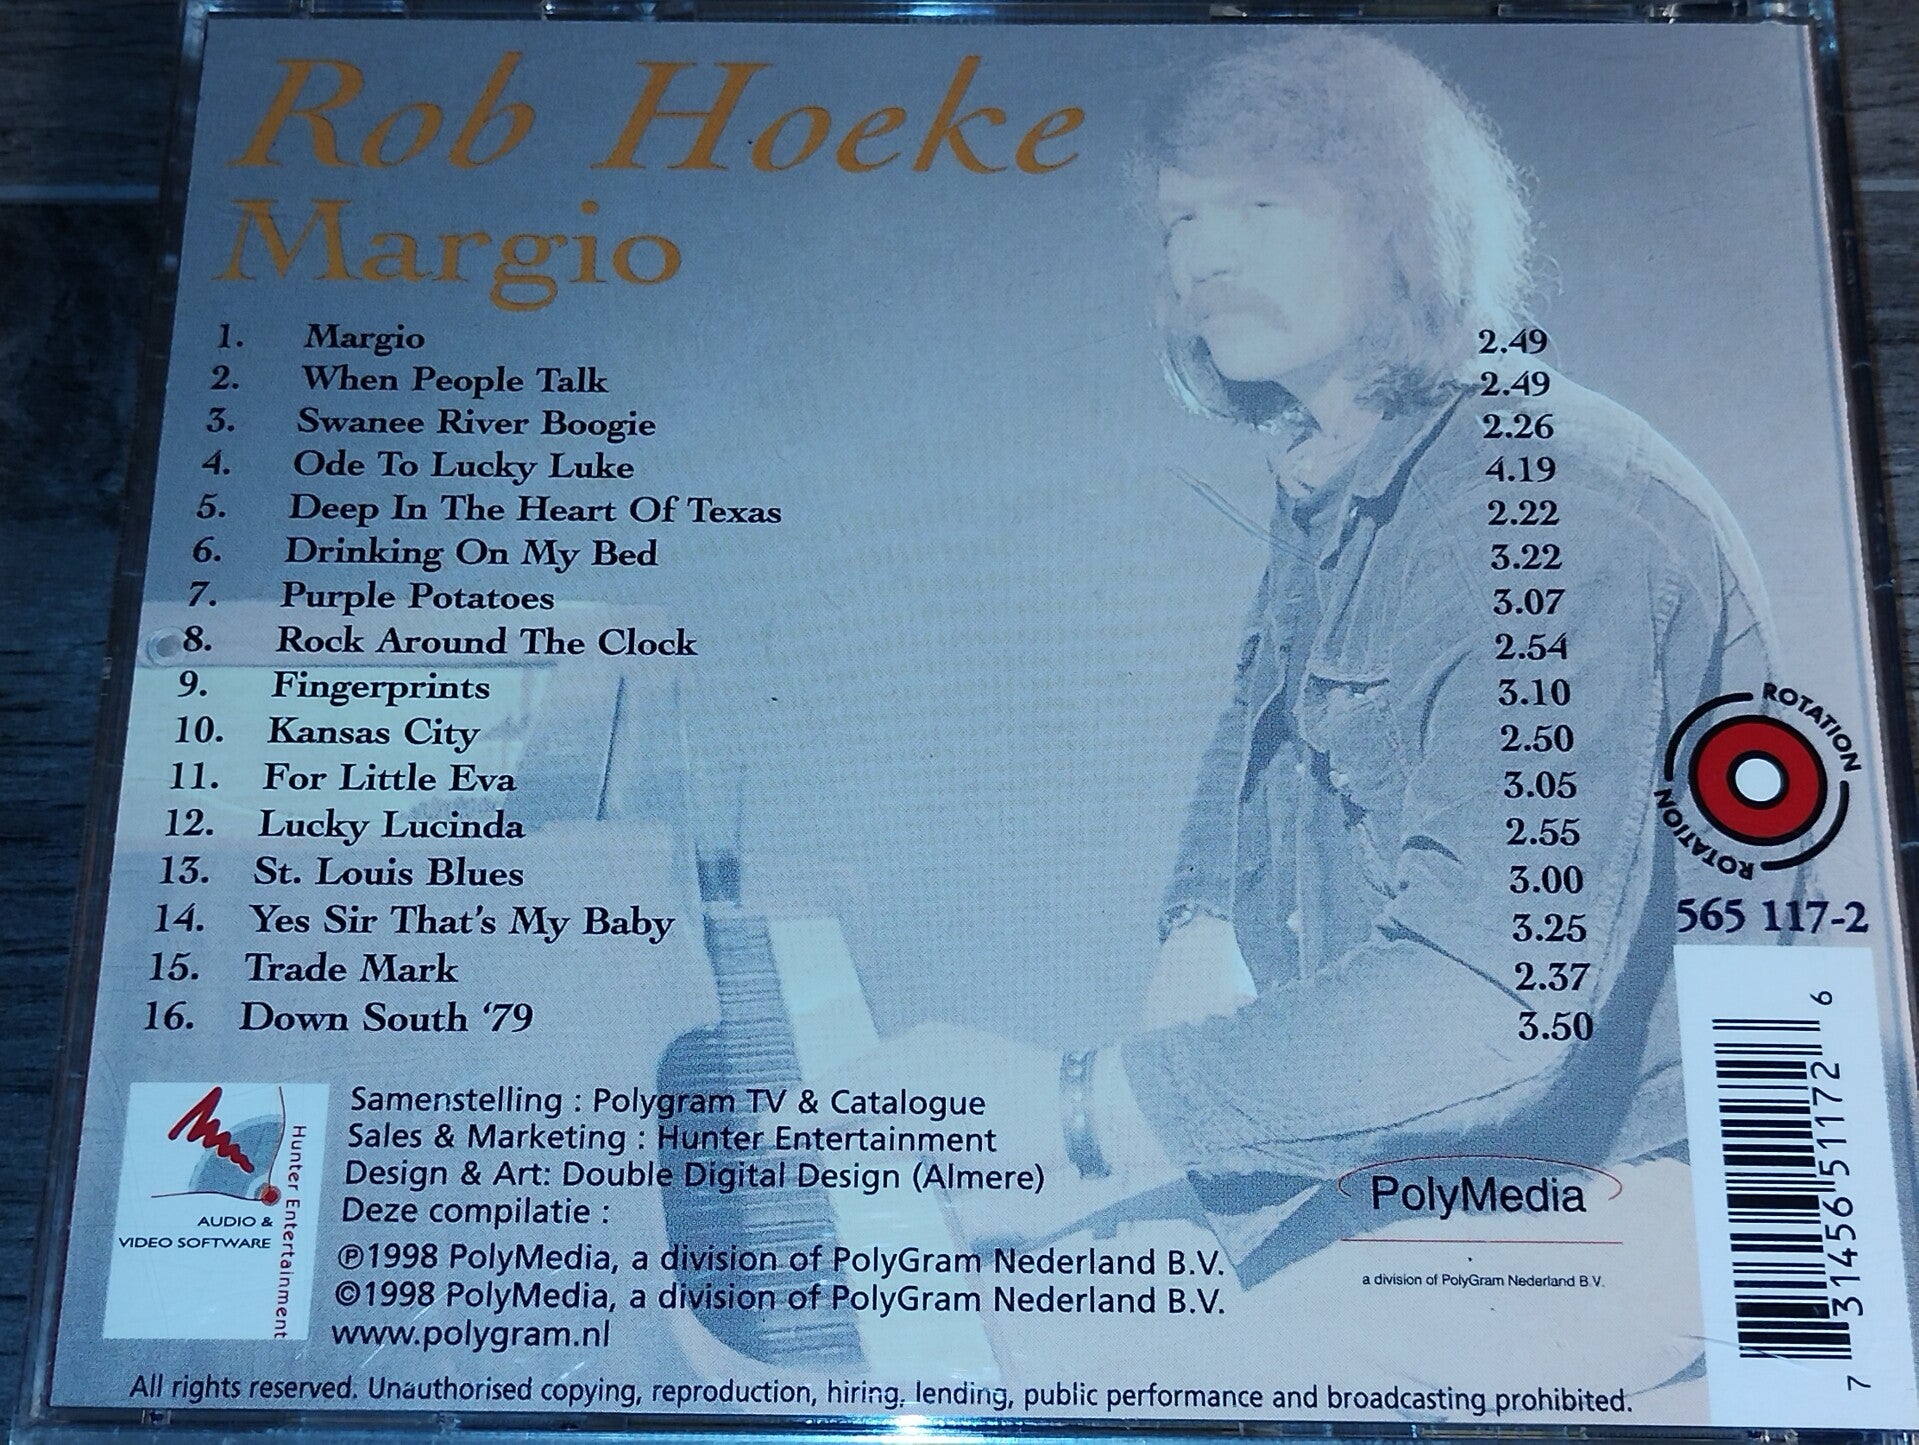 Rob Hoeke
Margio
1. Margio 2.49
2. When People Talk 2.49
3. Swanee River Boogie 2.26
4. Ode To Lucky Luke 4.19
5. Deep In The Heart Of Texas 2.22
6. Drinking On My Bed 3.22
7. Purple Potatoes 3.07
8. Rock Around The Clock 2.54
9. Fingerprints 3.10
10. Kansas City 2.50
11. For Little Eva 3.05
12. Lucky Lucinda 2.55
13. St. Louis Blues 3.00
14. Yes Sir That's My Baby 3.25
15. Trade Mark 2.37
16. Down South '79 3.50
ROTATION
ROTATION
565 117-2
7 31456 51172 6
Hunter Entertainment
AUDIO &
VIDEO SOFTWARE
Samenstelling : Polygram TV & Catalogue
Sales & Marketing : Hunter Entertainment
Design & Art: Double Digital Design (Almere)
Deze compilatie :
℗1998 PolyMedia, a division of PolyGram Nederland B.V.
©1998 PolyMedia, a division of PolyGram Nederland B.V.
www.polygram.nl
PolyMedia
a division of PolyGram Nederland B.V.
All rights reserved. Unauthorised copying, reproduction, hiring, lending, public performance and broadcasting prohibited.